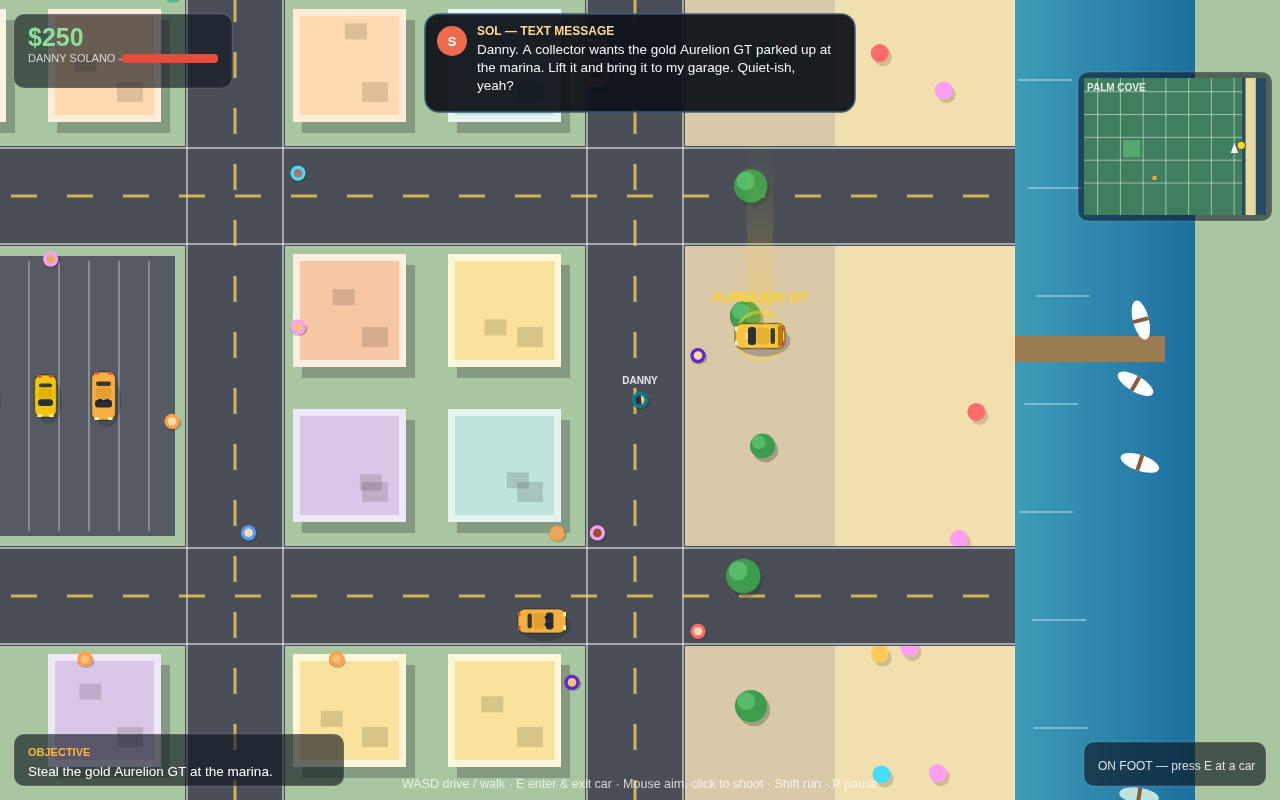 $250
DANNY SOLANO –
SOL — TEXT MESSAGE
S
Danny. A collector wants the gold Aurelion GT parked up at
the marina. Lift it and bring it to my garage. Quiet-ish,
yeah?
PALM COVE
AURELION GT
DANNY
OBJECTIVE
Steal the gold Aurelion GT at the marina.
WASD drive / walk · E enter & exit car · Mouse aim, click to shoot · Shift run · P pause
ON FOOT — press E at a car